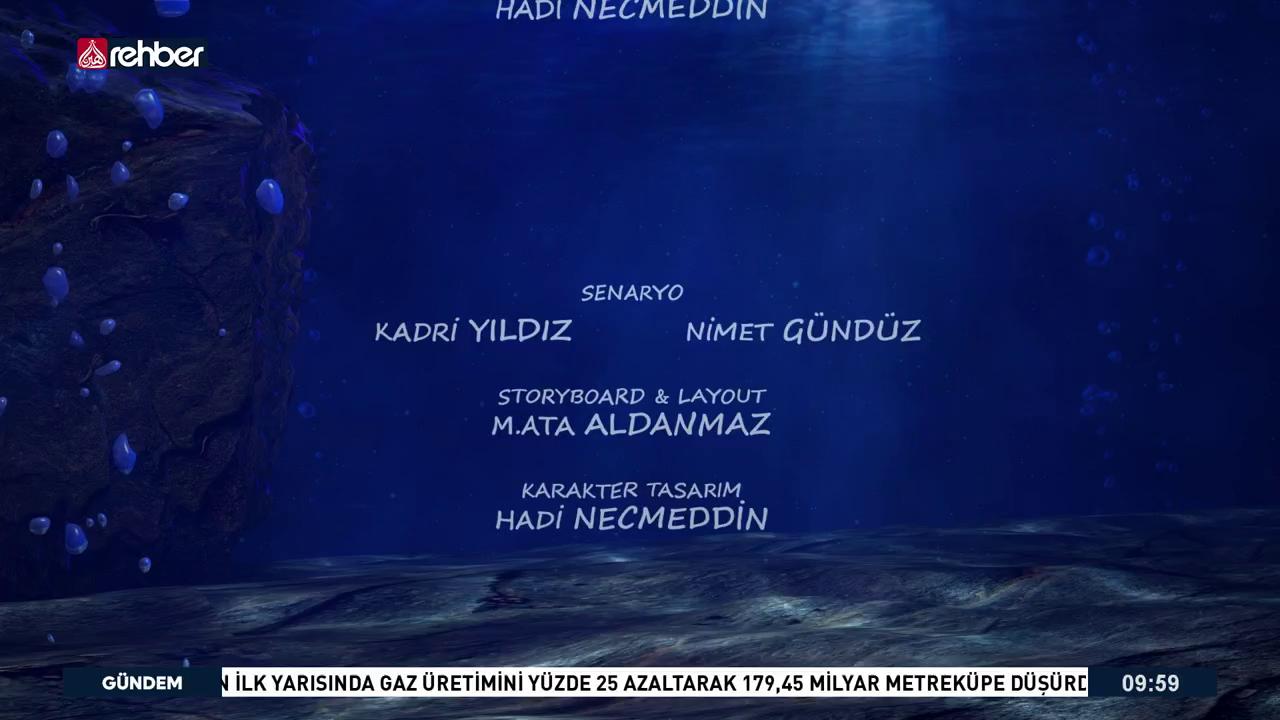 HADİ NECMEDDİN
rehber
SENARYO
KADRİ YILDIZ NİMET GÜNDÜZ
STORYBOARD & LAYOUT
M.ATA ALDANMAZ
KARAKTER TASARIM
HADİ NECMEDDİN
GÜNDEM N İLK YARISINDA GAZ ÜRETİMİNİ YÜZDE 25 AZALTARAK 179,45 MİLYAR METREKÜPE DÜŞÜRD 09:59